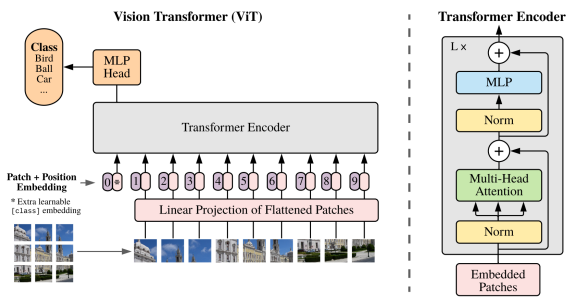 Vision Transformer (ViT)
Class
Bird
Ball
Car
...
MLP
Head
Transformer Encoder
Patch + Position
Embedding
0 * 1 2 3 4 5 6 7 8 9
* Extra learnable
[class] embedding
Linear Projection of Flattened Patches
Transformer Encoder
L ×
+
MLP
Norm
+
Multi-Head
Attention
Norm
Embedded
Patches